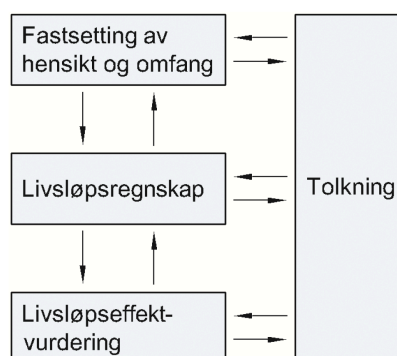 Fastsetting av
hensikt og omfang
Livsløpsregnskap
Tolkning
Livsløpseffekt-
vurdering